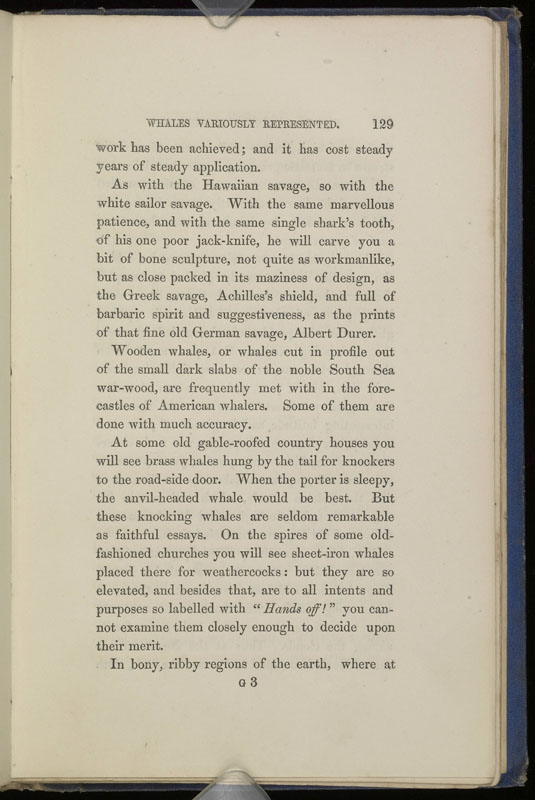 WHALES VARIOUSLY REPRESENTED. 129
work has been achieved; and it has cost steady
years of steady application.
As with the Hawaiian savage, so with the
white sailor savage. With the same marvellous
patience, and with the same single shark's tooth,
of his one poor jack-knife, he will carve you a
bit of bone sculpture, not quite as workmanlike,
but as close packed in its maziness of design, as
the Greek savage, Achilles's shield, and full of
barbaric spirit and suggestiveness, as the prints
of that fine old German savage, Albert Durer.
Wooden whales, or whales cut in profile out
of the small dark slabs of the noble South Sea
war-wood, are frequently met with in the fore-
castles of American whalers. Some of them are
done with much accuracy.
At some old gable-roofed country houses you
will see brass whales hung by the tail for knockers
to the road-side door. When the porter is sleepy,
the anvil-headed whale would be best. But
these knocking whales are seldom remarkable
as faithful essays. On the spires of some old-
fashioned churches you will see sheet-iron whales
placed there for weathercocks: but they are so
elevated, and besides that, are to all intents and
purposes so labelled with "Hands off!" you can-
not examine them closely enough to decide upon
their merit.
In bony, ribby regions of the earth, where at
G 3